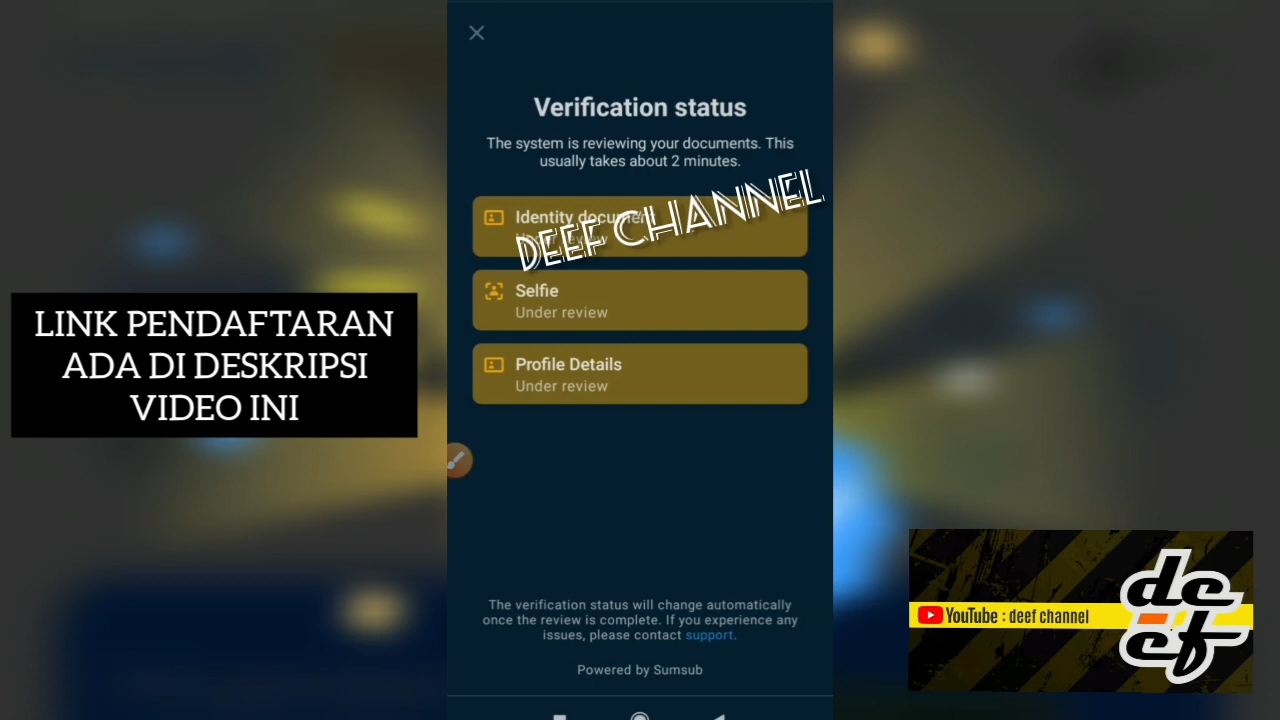 Verification status
The system is reviewing your documents. This
usually takes about 2 minutes.
Identity document
Under review
DEEF CHANNEL
Selfie
Under review
Profile Details
Under review
LINK PENDAFTARAN
ADA DI DESKRIPSI
VIDEO INI
The verification status will change automatically
once the review is complete. If you experience any
issues, please contact support.
Powered by Sumsub
YouTube : deef channel
deef